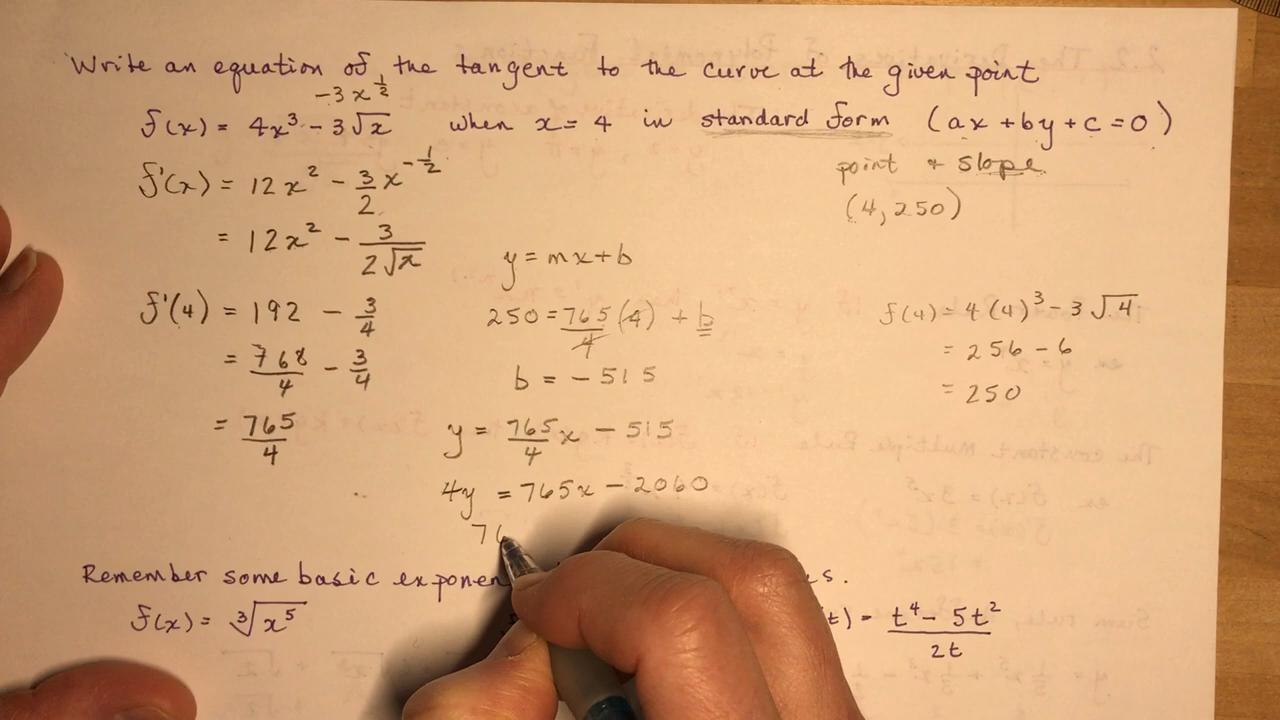 Write an equation of the tangent to the curve at the given point
-3x^{1/2}
f(x) = 4x³ - 3√x when x = 4 in standard form (ax + by + c = 0)
f'(x) = 12x² - 3/2 x^{-1/2}
point & slope
(4, 250)
= 12x² - 3/(2√x)
y = mx + b
f'(4) = 192 - 3/4
250 = 765/4 (4) + b
f(4) = 4(4)³ - 3√4
= 768/4 - 3/4
= 256 - 6
b = -515
= 250
= 765/4
y = 765/4 x - 515
4y = 765x - 2060
76
Remember some basic exponen
s.
f(x) = ∛x⁵
t) = (t⁴ - 5t²)/2t